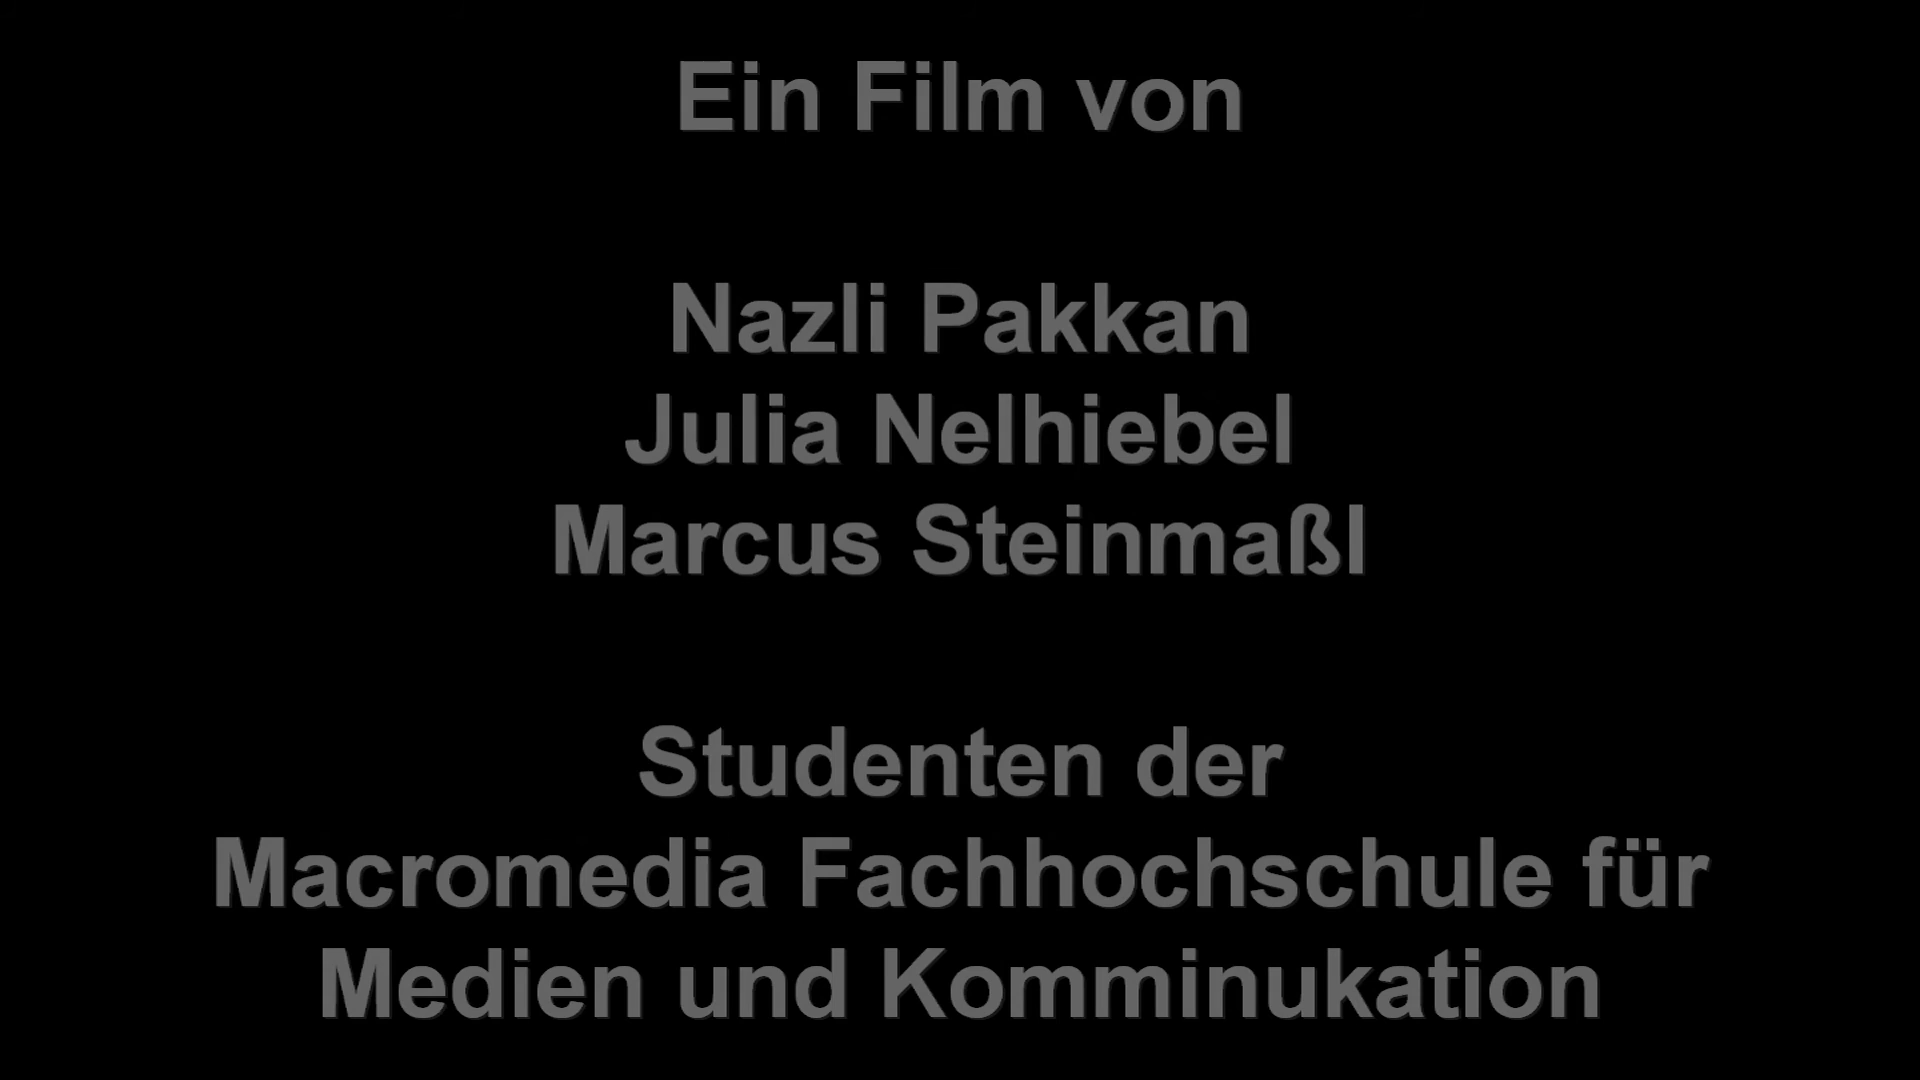 Ein Film von
Nazli Pakkan
Julia Nelhiebel
Marcus Steinmaßl
Studenten der
Macromedia Fachhochschule für
Medien und Komminukation